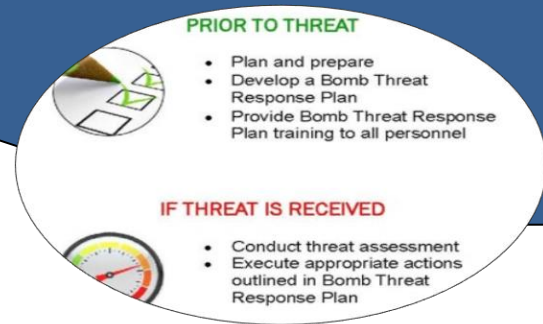 PRIOR TO THREAT
• Plan and prepare
• Develop a Bomb Threat
Response Plan
• Provide Bomb Threat Response
Plan training to all personnel
IF THREAT IS RECEIVED
• Conduct threat assessment
• Execute appropriate actions
outlined in Bomb Threat
Response Plan